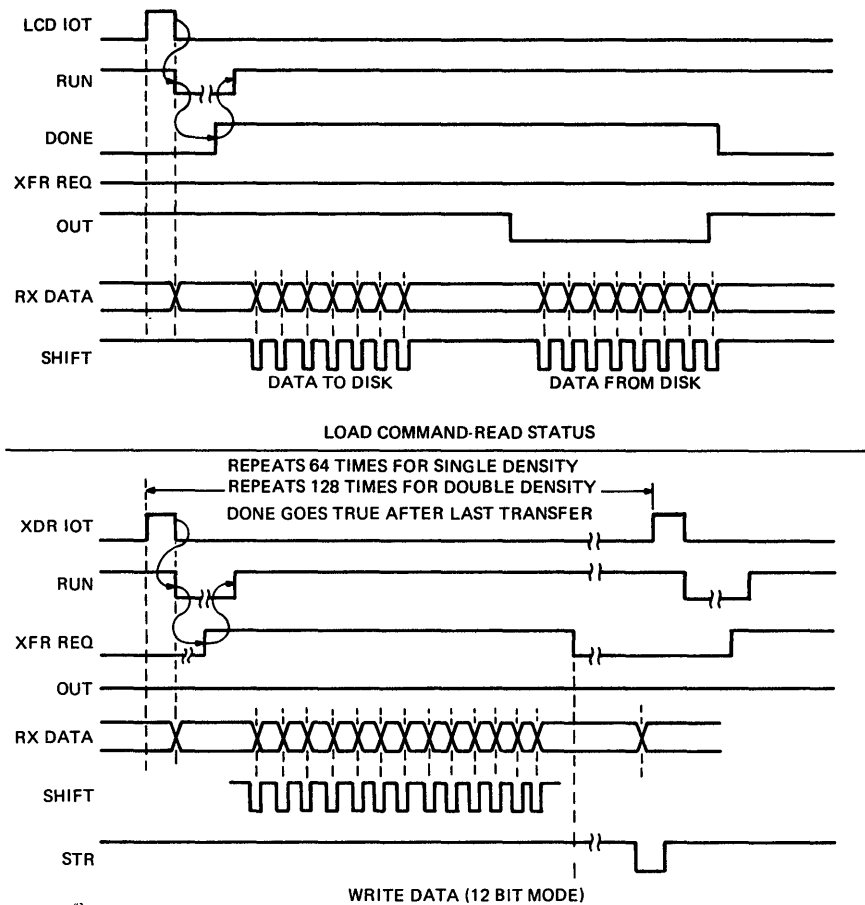 LCD IOT
RUN
DONE
XFR REQ
OUT
RX DATA
SHIFT
DATA TO DISK
DATA FROM DISK
LOAD COMMAND-READ STATUS
REPEATS 64 TIMES FOR SINGLE DENSITY
REPEATS 128 TIMES FOR DOUBLE DENSITY
XDR IOT
DONE GOES TRUE AFTER LAST TRANSFER
RUN
XFR REQ
OUT
RX DATA
SHIFT
STR
WRITE DATA (12 BIT MODE)